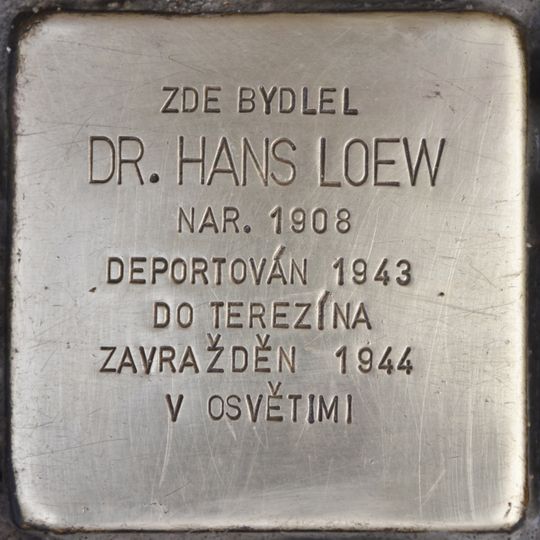 ZDE BYDLEL
DR. HANS LOEW
NAR. 1908
DEPORTOVÁN 1943
DO TEREZÍNA
ZAVRAŽDĚN 1944
V OSVĚTIMI